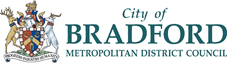 City of
BRADFORD
METROPOLITAN DISTRICT COUNCIL